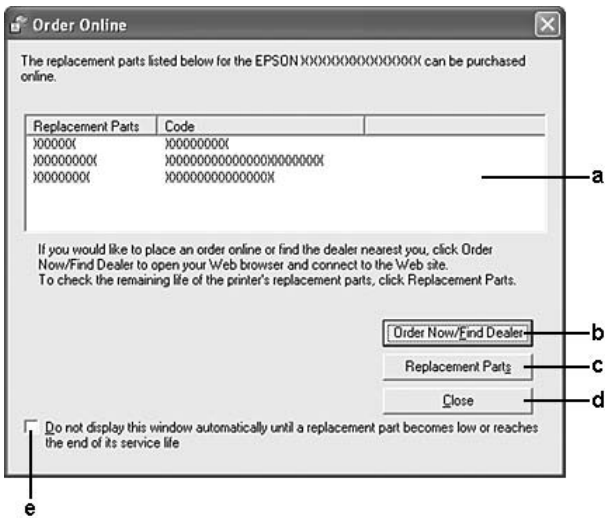 Order Online
The replacement parts listed below for the EPSON XXXXXXXXXXXXXXX can be purchased
online.
Replacement Parts Code
XXXXXX XXXXXXXXX
XXXXXXXXX XXXXXXXXXXXXXXXXXXXXXX
XXXXXXXX XXXXXXXXXXXXXXX
a
If you would like to place an order online or find the dealer nearest you, click Order
Now/Find Dealer to open your Web browser and connect to the Web site.
To check the remaining life of the printer's replacement parts, click Replacement Parts.
Order Now/Find Dealer b
Replacement Parts c
Close d
Do not display this window automatically until a replacement part becomes low or reaches
the end of its service life
e